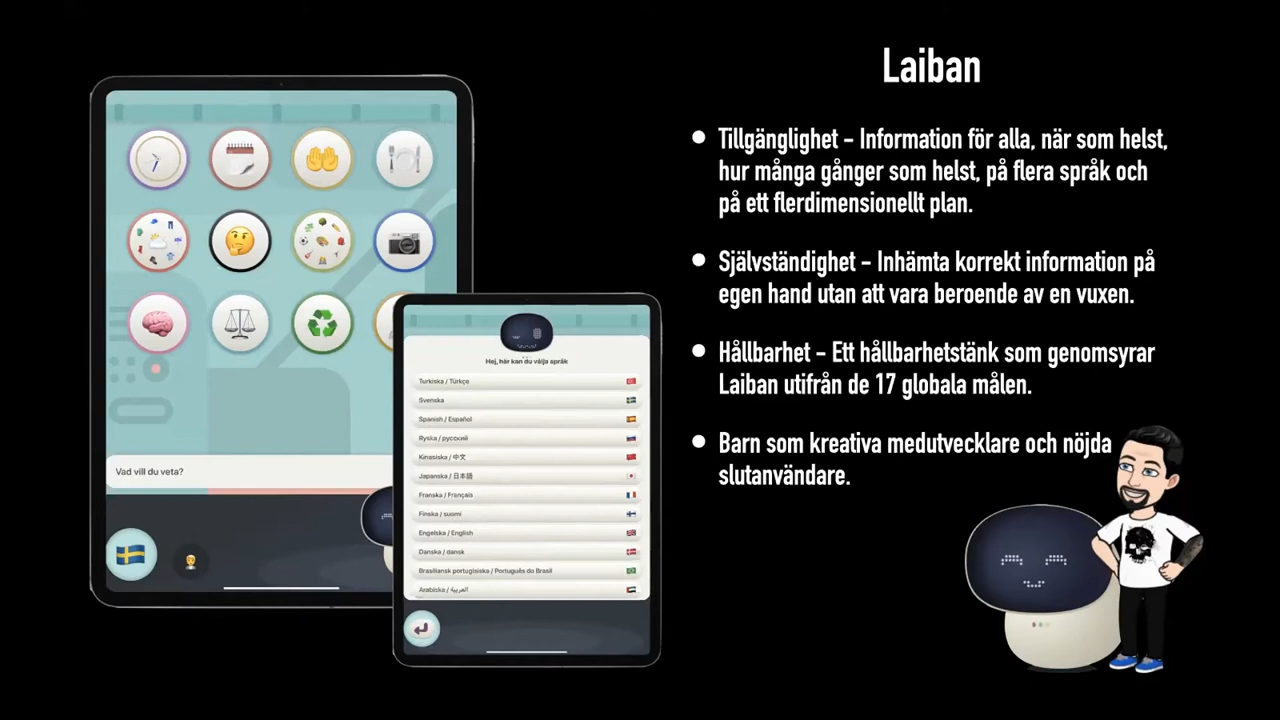 Laiban
• Tillgänglighet – Information för alla, när som helst,
hur många gånger som helst, på flera språk och
på ett flerdimensionellt plan.
• Självständighet – Inhämta korrekt information på
egen hand utan att vara beroende av en vuxen.
• Hållbarhet – Ett hållbarhetstänk som genomsyrar
Laiban utifrån de 17 globala målen.
• Barn som kreativa medutvecklare och nöjda
slutanvändare.
Vad vill du veta?
Hej, här kan du välja språk
Turkiska / Türkçe
Svenska
Spanish / Español
Ryska / русский
Kinesiska / 中文
Japanska / 日本語
Franska / Français
Finska / suomi
Engelska / English
Danska / dansk
Brasiliansk portugisiska / Português do Brasil
Arabiska / العربية